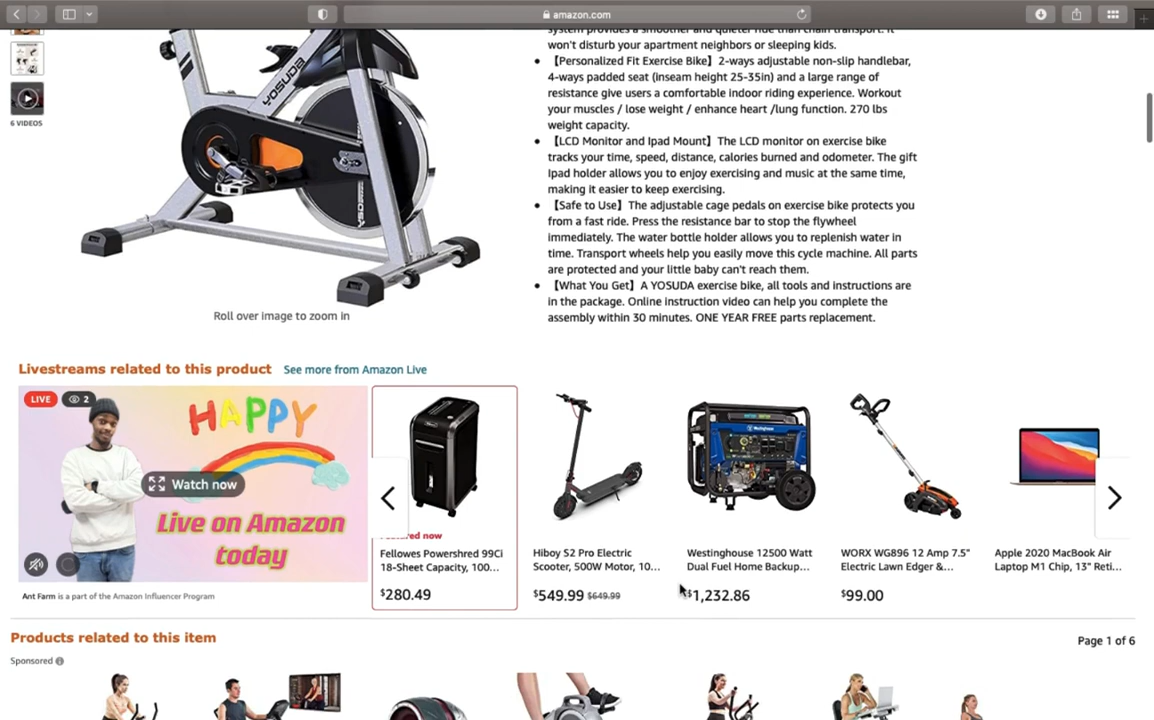 amazon.com
system provides a smoother and quieter ride than chain transport. It
won't disturb your apartment neighbors or sleeping kids.
【Personalized Fit Exercise Bike】2-ways adjustable non-slip handlebar,
4-ways padded seat (inseam height 25-35in) and a large range of
resistance give users a comfortable indoor riding experience. Workout
your muscles / lose weight / enhance heart /lung function. 270 lbs
weight capacity.
【LCD Monitor and Ipad Mount】The LCD monitor on exercise bike
tracks your time, speed, distance, calories burned and odometer. The gift
Ipad holder allows you to enjoy exercising and music at the same time,
making it easier to keep exercising.
【Safe to Use】The adjustable cage pedals on exercise bike protects you
from a fast ride. Press the resistance bar to stop the flywheel
immediately. The water bottle holder allows you to replenish water in
time. Transport wheels help you easily move this cycle machine. All parts
are protected and your little baby can't reach them.
【What You Get】A YOSUDA exercise bike, all tools and instructions are
in the package. Online instruction video can help you complete the
assembly within 30 minutes. ONE YEAR FREE parts replacement.
6 VIDEOS
YOSUDA
YOSUDA
Roll over image to zoom in
Livestreams related to this product See more from Amazon Live
LIVE 2
HAPPY
Watch now
Live on Amazon
today
Ant Farm is a part of the Amazon Influencer Program
Featured now
Fellowes Powershred 99Ci
18-Sheet Capacity, 100...
$280.49
Hiboy S2 Pro Electric
Scooter, 500W Motor, 10...
$549.99 $649.99
Westinghouse
Westinghouse 12500 Watt
Dual Fuel Home Backup...
$1,232.86
WORX WG896 12 Amp 7.5"
Electric Lawn Edger &...
$99.00
Apple 2020 MacBook Air
Laptop M1 Chip, 13" Reti...
Products related to this item
Page 1 of 6
Sponsored